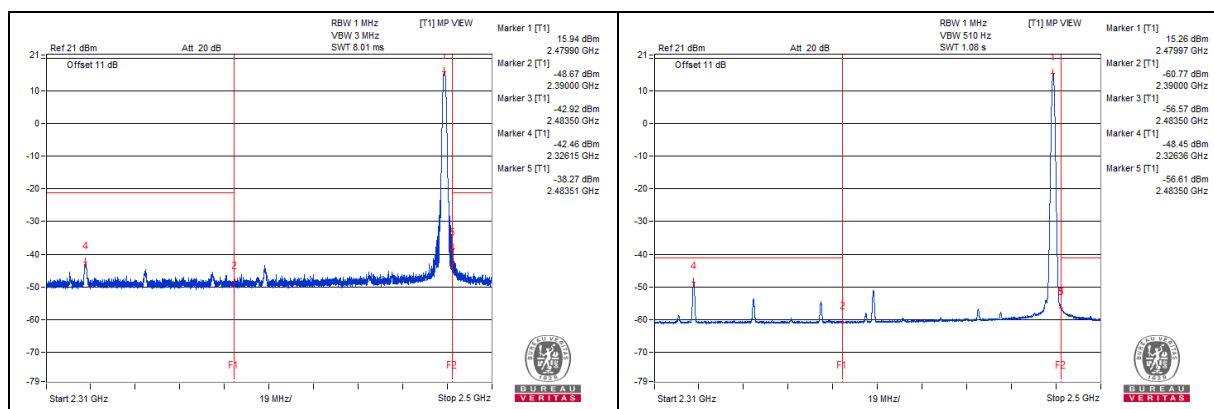 RBW 1 MHz [T1] MP VIEW
VBW 3 MHz
Ref 21 dBm Att 20 dB SWT 8.01 ms
Offset 11 dB
21
10
0
-10
-20
-30
-40
-50
-60
-70
-79
1
4
2
5
F1
F2
Start 2.31 GHz 19 MHz/ Stop 2.5 GHz
Marker 1 [T1]
15.94 dBm
2.47990 GHz
Marker 2 [T1]
-48.67 dBm
2.39000 GHz
Marker 3 [T1]
-42.92 dBm
2.48350 GHz
Marker 4 [T1]
-42.46 dBm
2.32615 GHz
Marker 5 [T1]
-38.27 dBm
2.48351 GHz
BUREAU
VERITAS
RBW 1 MHz [T1] MP VIEW
VBW 510 Hz
Ref 21 dBm Att 20 dB SWT 1.08 s
Offset 11 dB
21
10
0
-10
-20
-30
-40
-50
-60
-70
-79
1
4
2
F1
F2
Start 2.31 GHz 19 MHz/ Stop 2.5 GHz
Marker 1 [T1]
15.26 dBm
2.47997 GHz
Marker 2 [T1]
-60.77 dBm
2.39000 GHz
Marker 3 [T1]
-56.57 dBm
2.48350 GHz
Marker 4 [T1]
-48.45 dBm
2.32636 GHz
Marker 5 [T1]
-56.61 dBm
2.48350 GHz
BUREAU
VERITAS